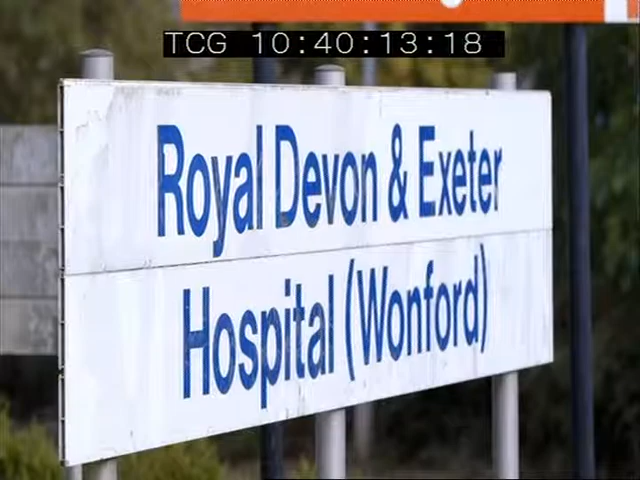 TCG 10:40:13:18
Royal Devon & Exeter
Hospital (Wonford)